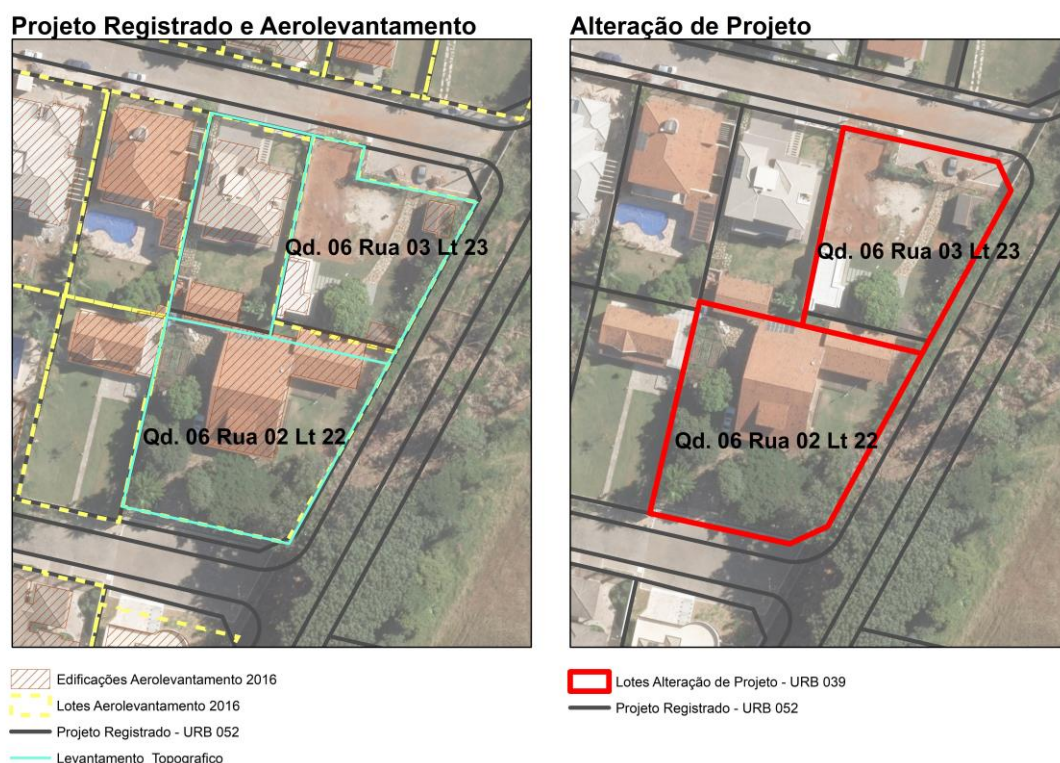 Projeto Registrado e Aerolevantamento
Qd. 06 Rua 03 Lt 23
Qd. 06 Rua 02 Lt 22
Edificações Aerolevantamento 2016
Lotes Aerolevantamento 2016
Projeto Registrado - URB 052
Levantamento_Topografico
Alteração de Projeto
Qd. 06 Rua 03 Lt 23
Qd. 06 Rua 02 Lt 22
Lotes Alteração de Projeto - URB 039
Projeto Registrado - URB 052